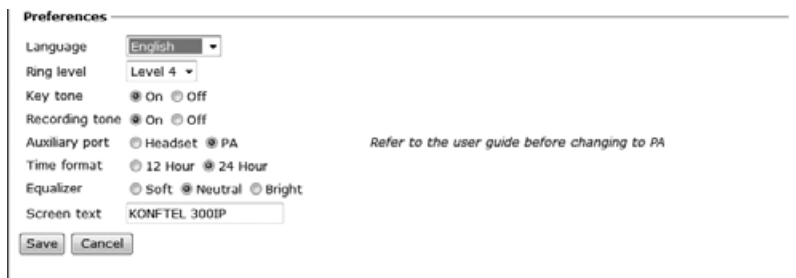 Preferences
Language English
Ring level Level 4
Key tone On Off
Recording tone On Off
Auxiliary port Headset PA Refer to the user guide before changing to PA
Time format 12 Hour 24 Hour
Equalizer Soft Neutral Bright
Screen text KONFTEL 300IP
Save Cancel